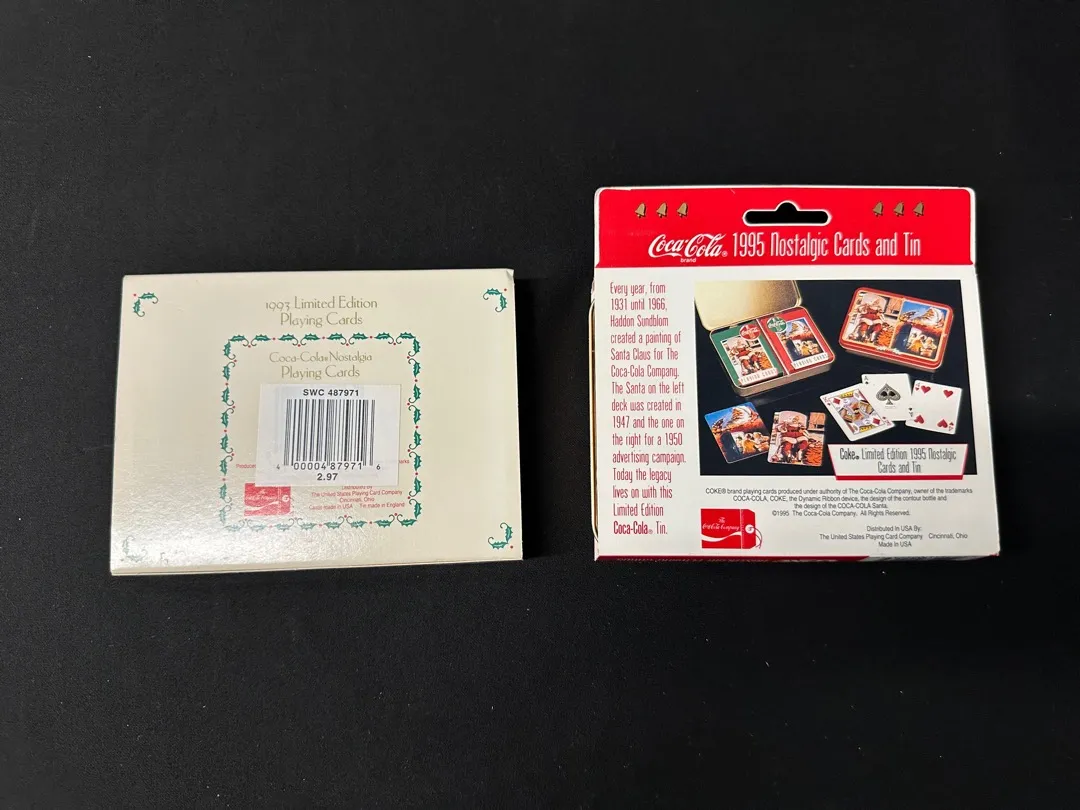 1993 Limited Edition
Playing Cards
Coca-Cola® Nostalgia
Playing Cards
SWC 487971
4 00004 87971 6
2.97
Distributed by
The United States Playing Card Company
Cincinnati, Ohio
Cards made in USA Tin made in England
Coca-Cola® 1995 Nostalgic Cards and Tin
brand
Every year, from
1931 until 1966,
Haddon Sundblom
created a painting of
Santa Claus for The
Coca-Cola Company.
The Santa on the left
deck was created in
1947 and the one on
the right for a 1950
advertising campaign.
Today the legacy
lives on with this
Limited Edition
Coca-Cola® Tin.
Coke® Limited Edition 1995 Nostalgic
Cards and Tin
COKE® brand playing cards produced under authority of The Coca-Cola Company, owner of the trademarks
COCA-COLA, COKE, the Dynamic Ribbon device, the design of the contour bottle and
the design of the COCA-COLA Santa.
©1995 The Coca-Cola Company. All Rights Reserved.
The
Coca-Cola Company
Distributed In USA By:
The United States Playing Card Company Cincinnati, Ohio
Made In USA